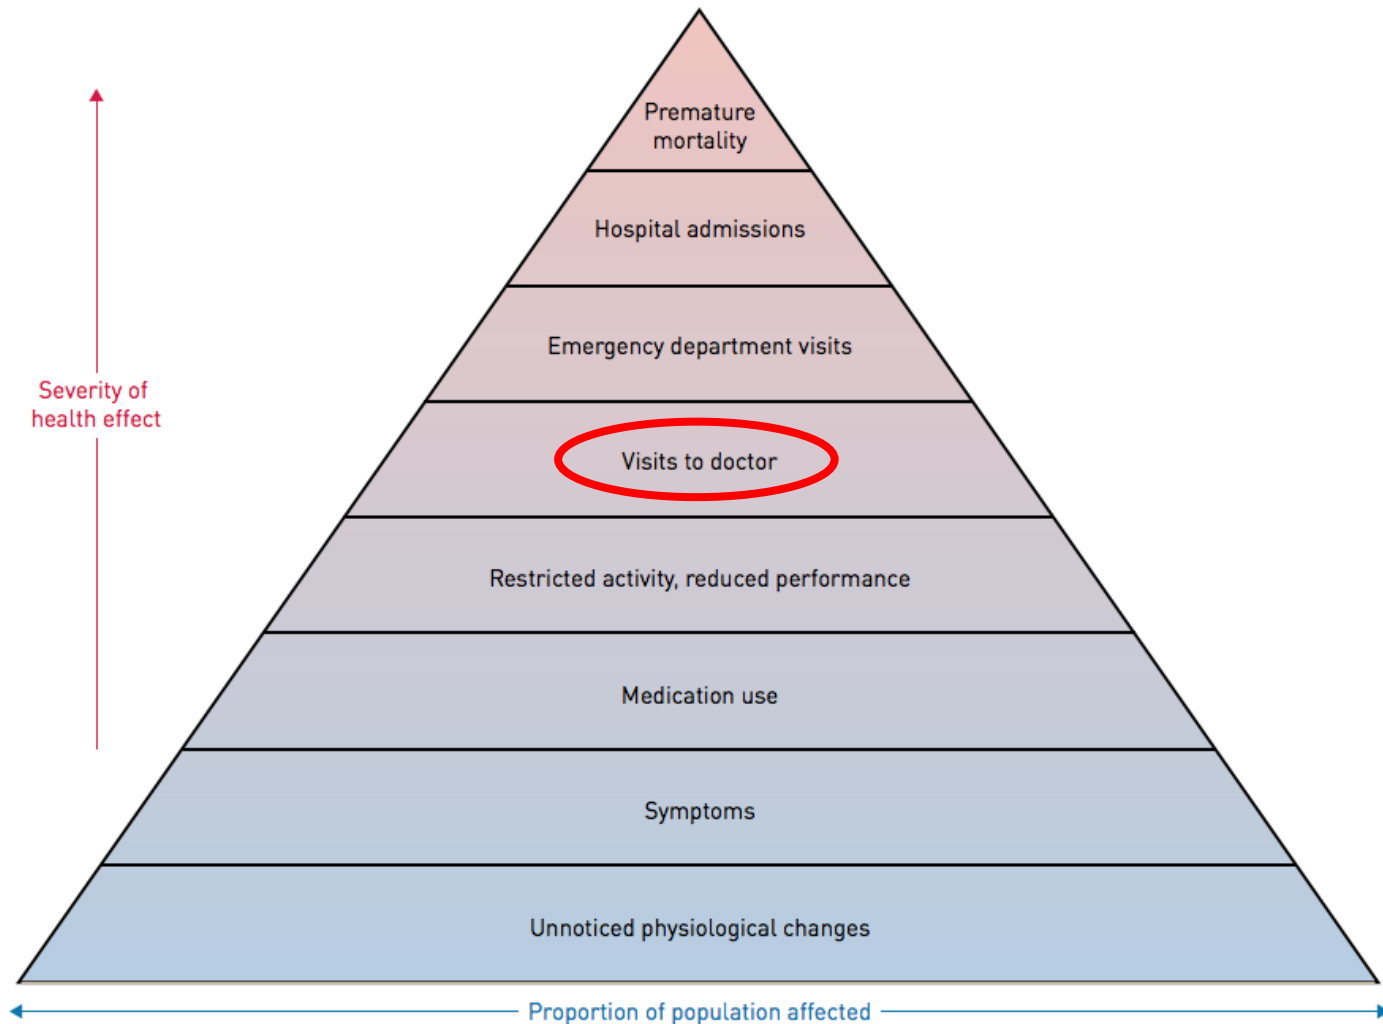 Premature
mortality
Hospital admissions
Emergency department visits
Severity of
health effect
Visits to doctor
Restricted activity, reduced performance
Medication use
Symptoms
Unnoticed physiological changes
Proportion of population affected